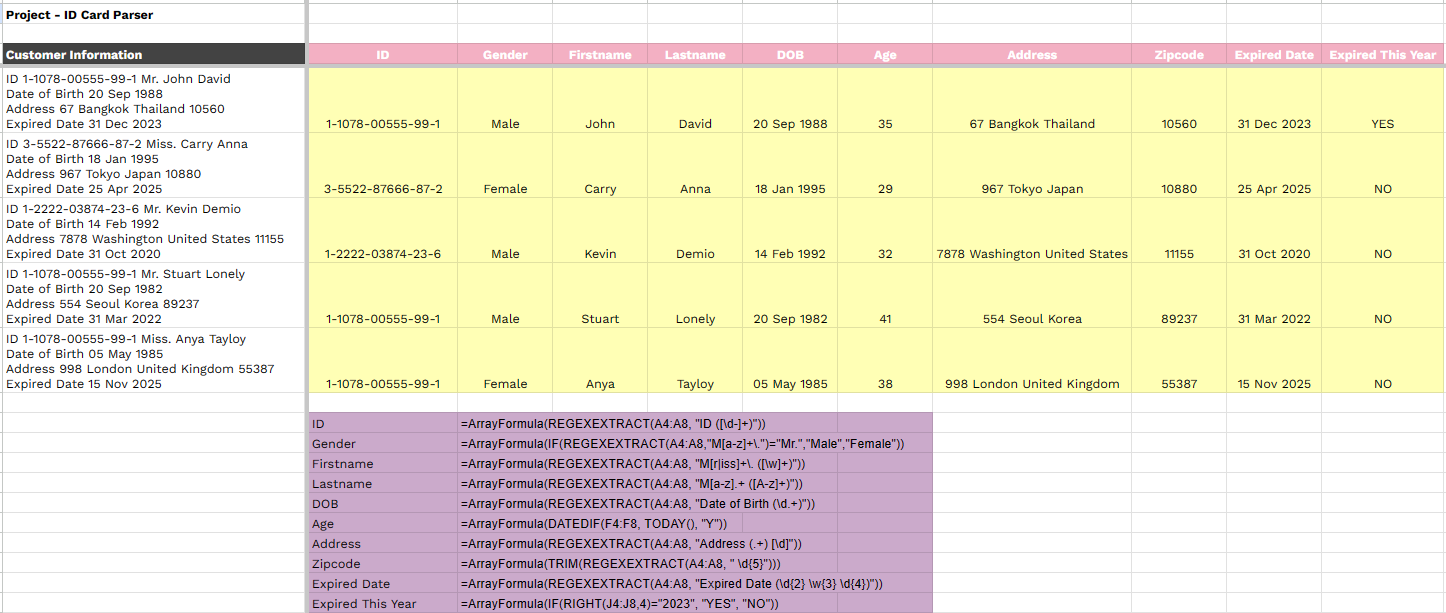 Project - ID Card Parser
Customer Information ID Gender Firstname Lastname DOB Age Address Zipcode Expired Date Expired This Year
ID 1-1078-00555-99-1 Mr. John David
Date of Birth 20 Sep 1988
Address 67 Bangkok Thailand 10560
Expired Date 31 Dec 2023 1-1078-00555-99-1 Male John David 20 Sep 1988 35 67 Bangkok Thailand 10560 31 Dec 2023 YES
ID 3-5522-87666-87-2 Miss. Carry Anna
Date of Birth 18 Jan 1995
Address 967 Tokyo Japan 10880
Expired Date 25 Apr 2025 3-5522-87666-87-2 Female Carry Anna 18 Jan 1995 29 967 Tokyo Japan 10880 25 Apr 2025 NO
ID 1-2222-03874-23-6 Mr. Kevin Demio
Date of Birth 14 Feb 1992
Address 7878 Washington United States 11155
Expired Date 31 Oct 2020 1-2222-03874-23-6 Male Kevin Demio 14 Feb 1992 32 7878 Washington United States 11155 31 Oct 2020 NO
ID 1-1078-00555-99-1 Mr. Stuart Lonely
Date of Birth 20 Sep 1982
Address 554 Seoul Korea 89237
Expired Date 31 Mar 2022 1-1078-00555-99-1 Male Stuart Lonely 20 Sep 1982 41 554 Seoul Korea 89237 31 Mar 2022 NO
ID 1-1078-00555-99-1 Miss. Anya Tayloy
Date of Birth 05 May 1985
Address 998 London United Kingdom 55387
Expired Date 15 Nov 2025 1-1078-00555-99-1 Female Anya Tayloy 05 May 1985 38 998 London United Kingdom 55387 15 Nov 2025 NO
ID =ArrayFormula(REGEXEXTRACT(A4:A8, "ID ([\d-]+)"))
Gender =ArrayFormula(IF(REGEXEXTRACT(A4:A8,"M[a-z]+\.")="Mr.","Male","Female"))
Firstname =ArrayFormula(REGEXEXTRACT(A4:A8, "M[r|iss]+\. ([\w]+)"))
Lastname =ArrayFormula(REGEXEXTRACT(A4:A8, "M[a-z].+ ([A-z]+)"))
DOB =ArrayFormula(REGEXEXTRACT(A4:A8, "Date of Birth (\d.+)"))
Age =ArrayFormula(DATEDIF(F4:F8, TODAY(), "Y"))
Address =ArrayFormula(REGEXEXTRACT(A4:A8, "Address (.+) [\d]"))
Zipcode =ArrayFormula(TRIM(REGEXEXTRACT(A4:A8, " \d{5}")))
Expired Date =ArrayFormula(REGEXEXTRACT(A4:A8, "Expired Date (\d{2} \w{3} \d{4})"))
Expired This Year =ArrayFormula(IF(RIGHT(J4:J8,4)="2023", "YES", "NO"))